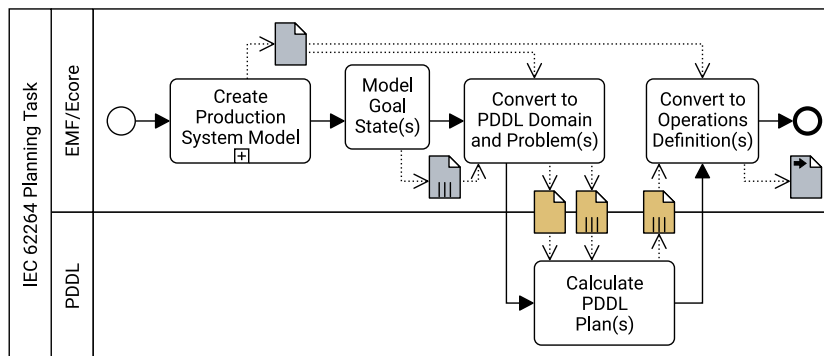 IEC 62264 Planning Task
EMF/Ecore
PDDL
Create
Production
System Model
Model
Goal
State(s)
Convert to
PDDL Domain
and Problem(s)
Convert to
Operations
Definition(s)
Calculate
PDDL
Plan(s)